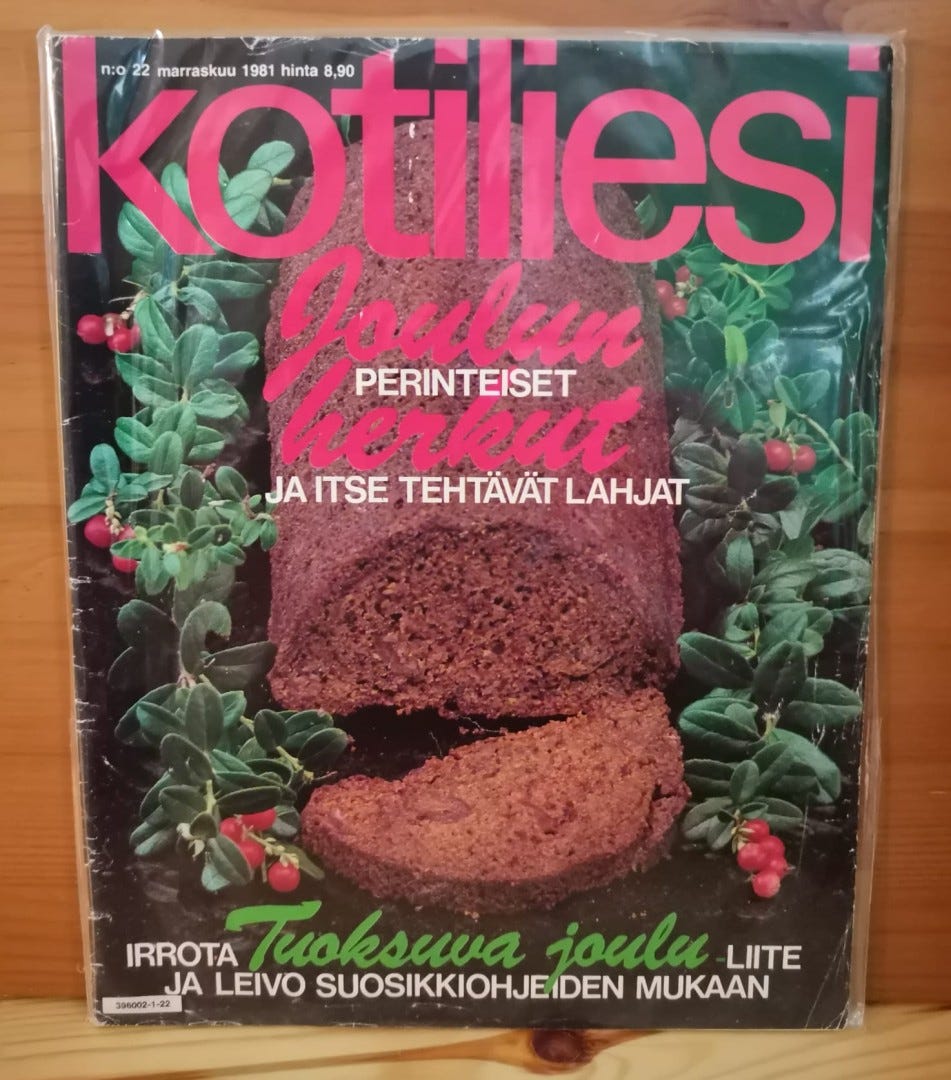 n:o 22 marraskuu 1981 hinta 8,90
kotiliesi
Joulun
PERINTEISET
herkut
JA ITSE TEHTÄVÄT LAHJAT
IRROTA Tuoksuva joulu -LIITE
JA LEIVO SUOSIKKIOHJEIDEN MUKAAN
396002-1-22